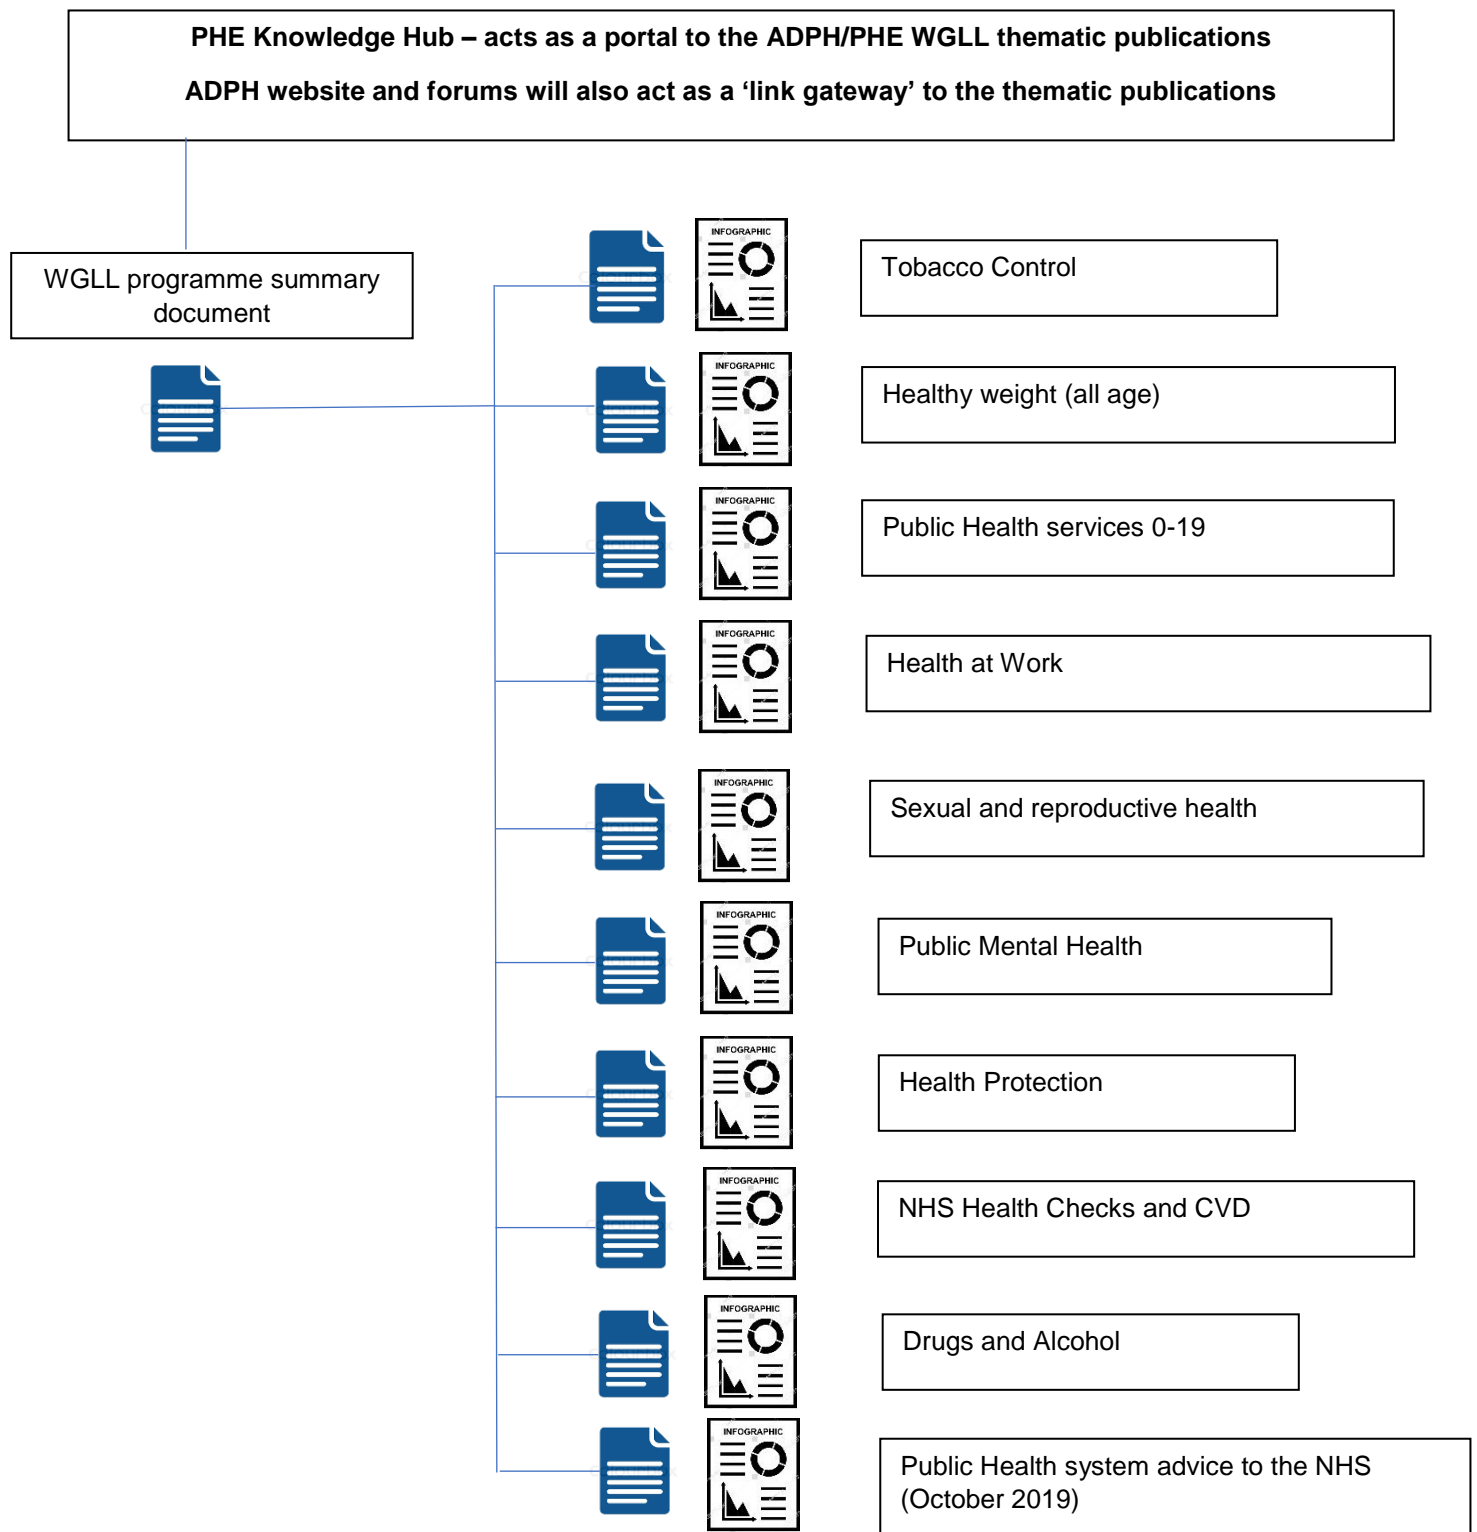 PHE Knowledge Hub – acts as a portal to the ADPH/PHE WGLL thematic publications
ADPH website and forums will also act as a ‘link gateway’ to the thematic publications
WGLL programme summary
document
INFOGRAPHIC
Tobacco Control
INFOGRAPHIC
Healthy weight (all age)
INFOGRAPHIC
Public Health services 0-19
INFOGRAPHIC
Health at Work
INFOGRAPHIC
Sexual and reproductive health
INFOGRAPHIC
Public Mental Health
INFOGRAPHIC
Health Protection
INFOGRAPHIC
NHS Health Checks and CVD
INFOGRAPHIC
Drugs and Alcohol
INFOGRAPHIC
Public Health system advice to the NHS
(October 2019)